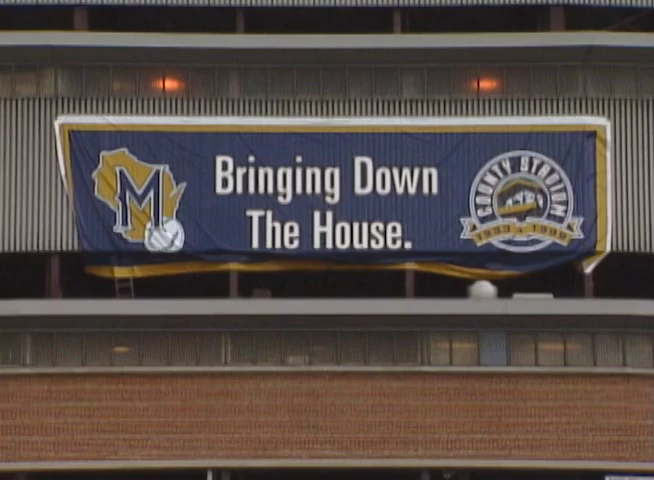 M
Bringing Down
The House.
COUNTY STADIUM
1953 1999